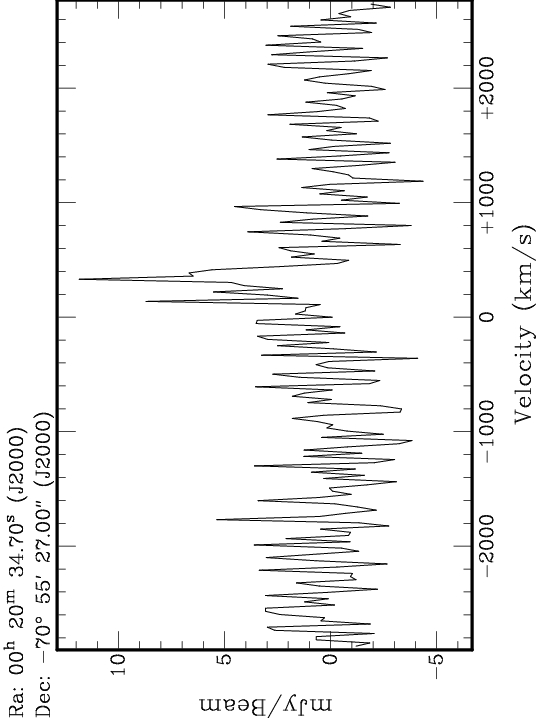 Ra: 00h 20m 34.70s (J2000)
Dec: −70° 55′ 27.00″ (J2000)
10
5
0
−5
mJy/Beam
−2000
−1000
0
+1000
+2000
Velocity (km/s)